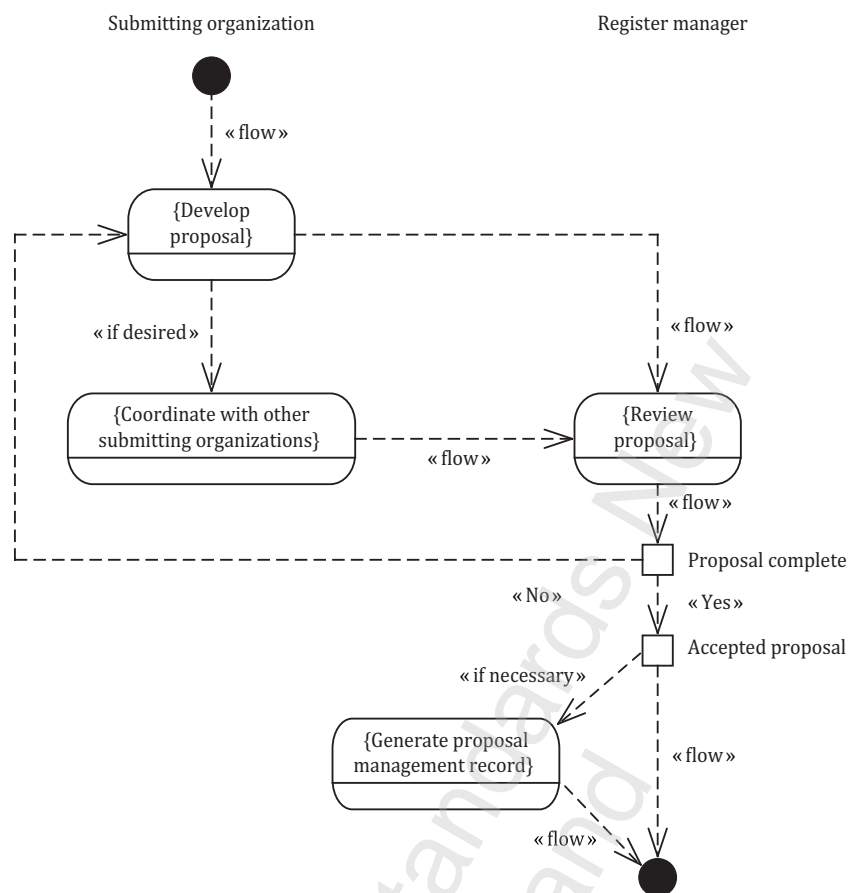 Submitting organization
Register manager
«flow»
{Develop
proposal}
«if desired»
«flow»
{Coordinate with other
submitting organizations}
«flow»
{Review
proposal}
«flow»
Proposal complete
«No»
«Yes»
Accepted proposal
«if necessary»
{Generate proposal
management record}
«flow»
«flow»